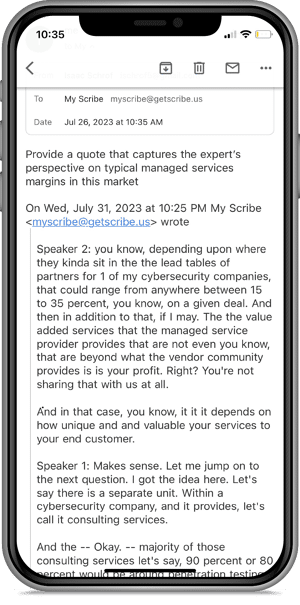 10:35
To My Scribe myscribe@getscribe.us
Date Jul 26, 2023 at 10:35 AM
Provide a quote that captures the expert's
perspective on typical managed services
margins in this market
On Wed, July 31, 2023 at 10:25 PM My Scribe
<myscribe@getscribe.us> wrote
Speaker 2: you know, depending upon where
they kinda sit in the the lead tables of
partners for 1 of my cybersecurity companies,
that could range from anywhere between 15
to 35 percent, you know, on a given deal. And
then in addition to that, if I may. The the value
added services that the managed service
provider provides that are not even you know,
that are beyond what the vendor community
provides is is your profit. Right? You're not
sharing that with us at all.
And in that case, you know, it it it depends on
how unique and and valuable your services to
your end customer.
Speaker 1: Makes sense. Let me jump on to
the next question. I got the idea here. Let's
say there is a separate unit. Within a
cybersecurity company, and it provides, let's
call it consulting services.
And the -- Okay. -- majority of those
consulting services let's say, 90 percent or 80
percent would be around penetration testing